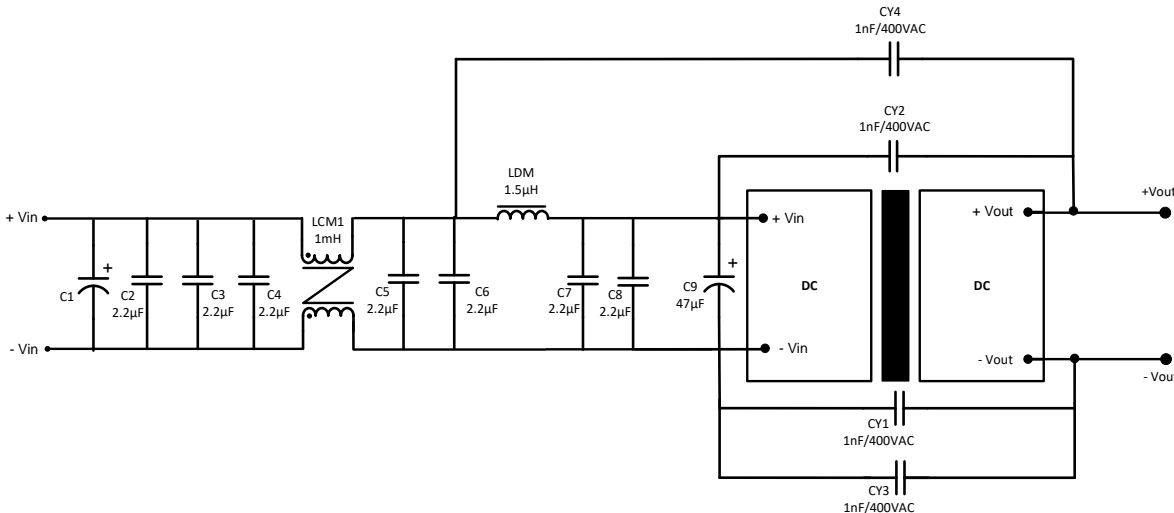 CY4
1nF/400VAC
CY2
1nF/400VAC
LDM
1.5µH
+ Vin
LCM1
1mH
+ Vin
+ Vout
+Vout
C1
+
C2
2.2µF
C3
2.2µF
C4
2.2µF
C5
2.2µF
C6
2.2µF
C7
2.2µF
C8
2.2µF
C9
47µF
+
DC
DC
- Vin
- Vin
- Vout
- Vout
CY1
1nF/400VAC
CY3
1nF/400VAC